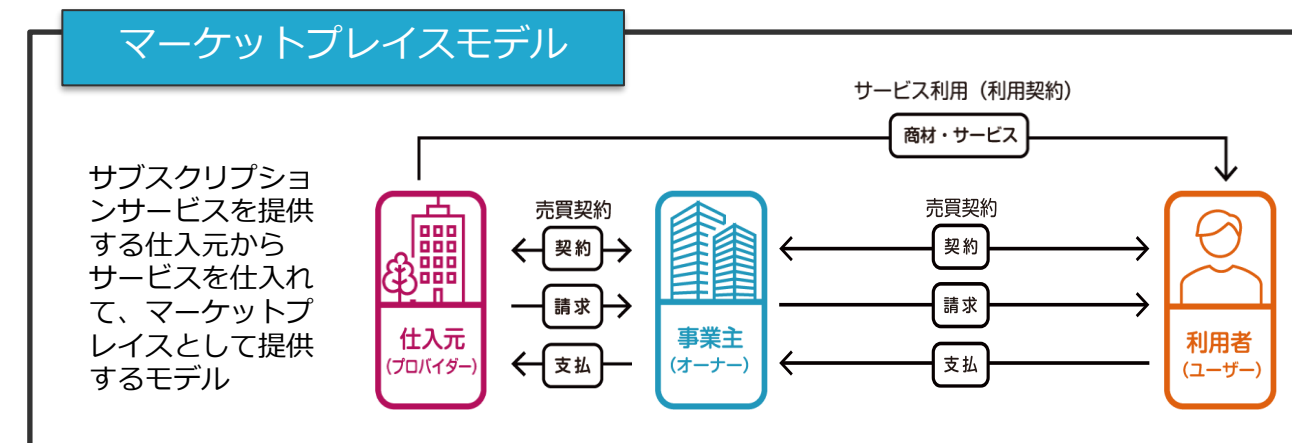 マーケットプレイスモデル
サブスクリプショ
ンサービスを提供
する仕入元から
サービスを仕入れ
て、マーケットプ
レイスとして提供
するモデル
サービス利用（利用契約）
商材・サービス
売買契約
契約
請求
支払
売買契約
契約
請求
支払
仕入元
(プロバイダー)
事業主
(オーナー)
利用者
(ユーザー)